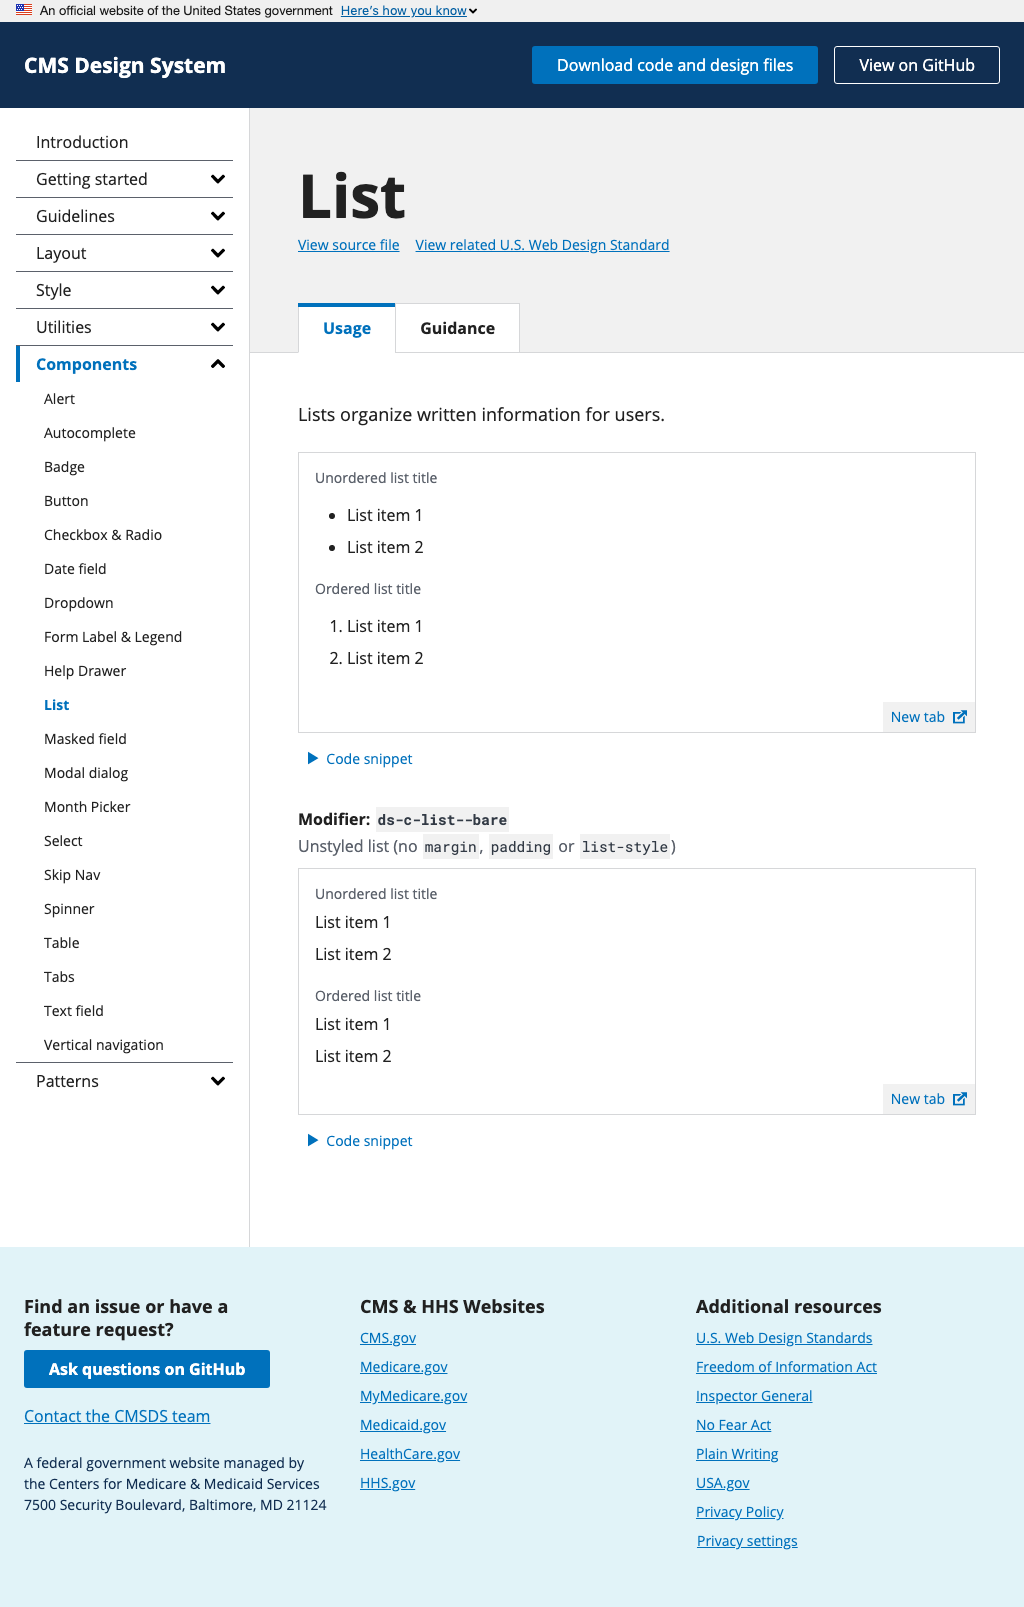 An official website of the United States government Here's how you know
CMS Design System
Download code and design files
View on GitHub
Introduction
Getting started
Guidelines
Layout
Style
Utilities
Components
Alert
Autocomplete
Badge
Button
Checkbox & Radio
Date field
Dropdown
Form Label & Legend
Help Drawer
List
Masked field
Modal dialog
Month Picker
Select
Skip Nav
Spinner
Table
Tabs
Text field
Vertical navigation
Patterns
List
View source file View related U.S. Web Design Standard
Usage Guidance
Lists organize written information for users.
Unordered list title
• List item 1
• List item 2
Ordered list title
1. List item 1
2. List item 2
New tab
Code snippet
Modifier: ds-c-list--bare
Unstyled list (no margin, padding or list-style)
Unordered list title
List item 1
List item 2
Ordered list title
List item 1
List item 2
New tab
Code snippet
Find an issue or have a
feature request?
Ask questions on GitHub
Contact the CMSDS team
A federal government website managed by
the Centers for Medicare & Medicaid Services
7500 Security Boulevard, Baltimore, MD 21124
CMS & HHS Websites
CMS.gov
Medicare.gov
MyMedicare.gov
Medicaid.gov
HealthCare.gov
HHS.gov
Additional resources
U.S. Web Design Standards
Freedom of Information Act
Inspector General
No Fear Act
Plain Writing
USA.gov
Privacy Policy
Privacy settings